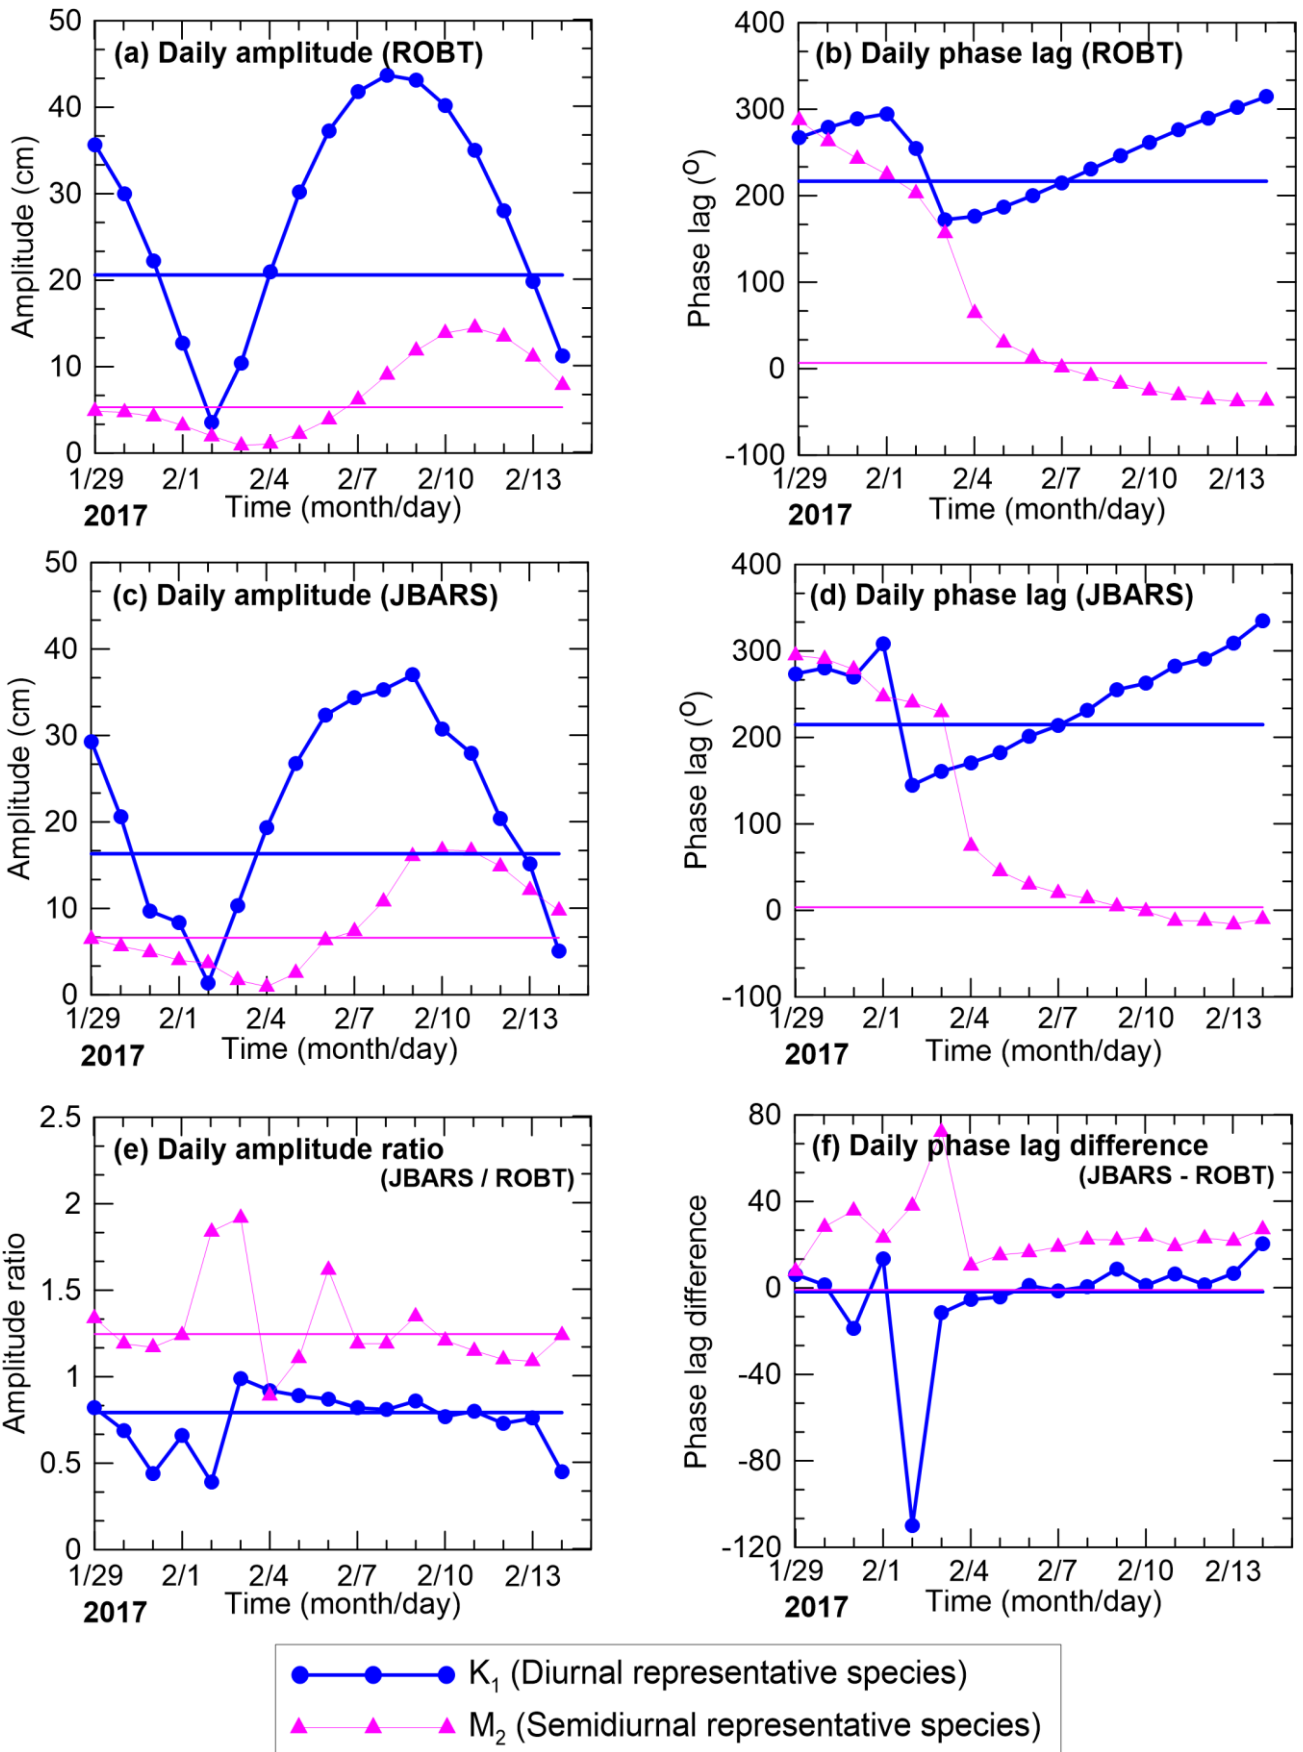 (a) Daily amplitude (ROBT)
50
40
30
20
10
0
Amplitude (cm)
1/29 2/1 2/4 2/7 2/10 2/13
2017
Time (month/day)
(b) Daily phase lag (ROBT)
400
300
200
100
0
-100
Phase lag (°)
1/29 2/1 2/4 2/7 2/10 2/13
2017
Time (month/day)
(c) Daily amplitude (JBARS)
50
40
30
20
10
0
Amplitude (cm)
1/29 2/1 2/4 2/7 2/10 2/13
2017
Time (month/day)
(d) Daily phase lag (JBARS)
400
300
200
100
0
-100
Phase lag (°)
1/29 2/1 2/4 2/7 2/10 2/13
2017
Time (month/day)
(e) Daily amplitude ratio
(JBARS / ROBT)
2.5
2
1.5
1
0.5
0
Amplitude ratio
1/29 2/1 2/4 2/7 2/10 2/13
2017
Time (month/day)
(f) Daily phase lag difference
(JBARS - ROBT)
80
40
0
-40
-80
-120
Phase lag difference
1/29 2/1 2/4 2/7 2/10 2/13
2017
Time (month/day)
K₁ (Diurnal representative species)
M₂ (Semidiurnal representative species)